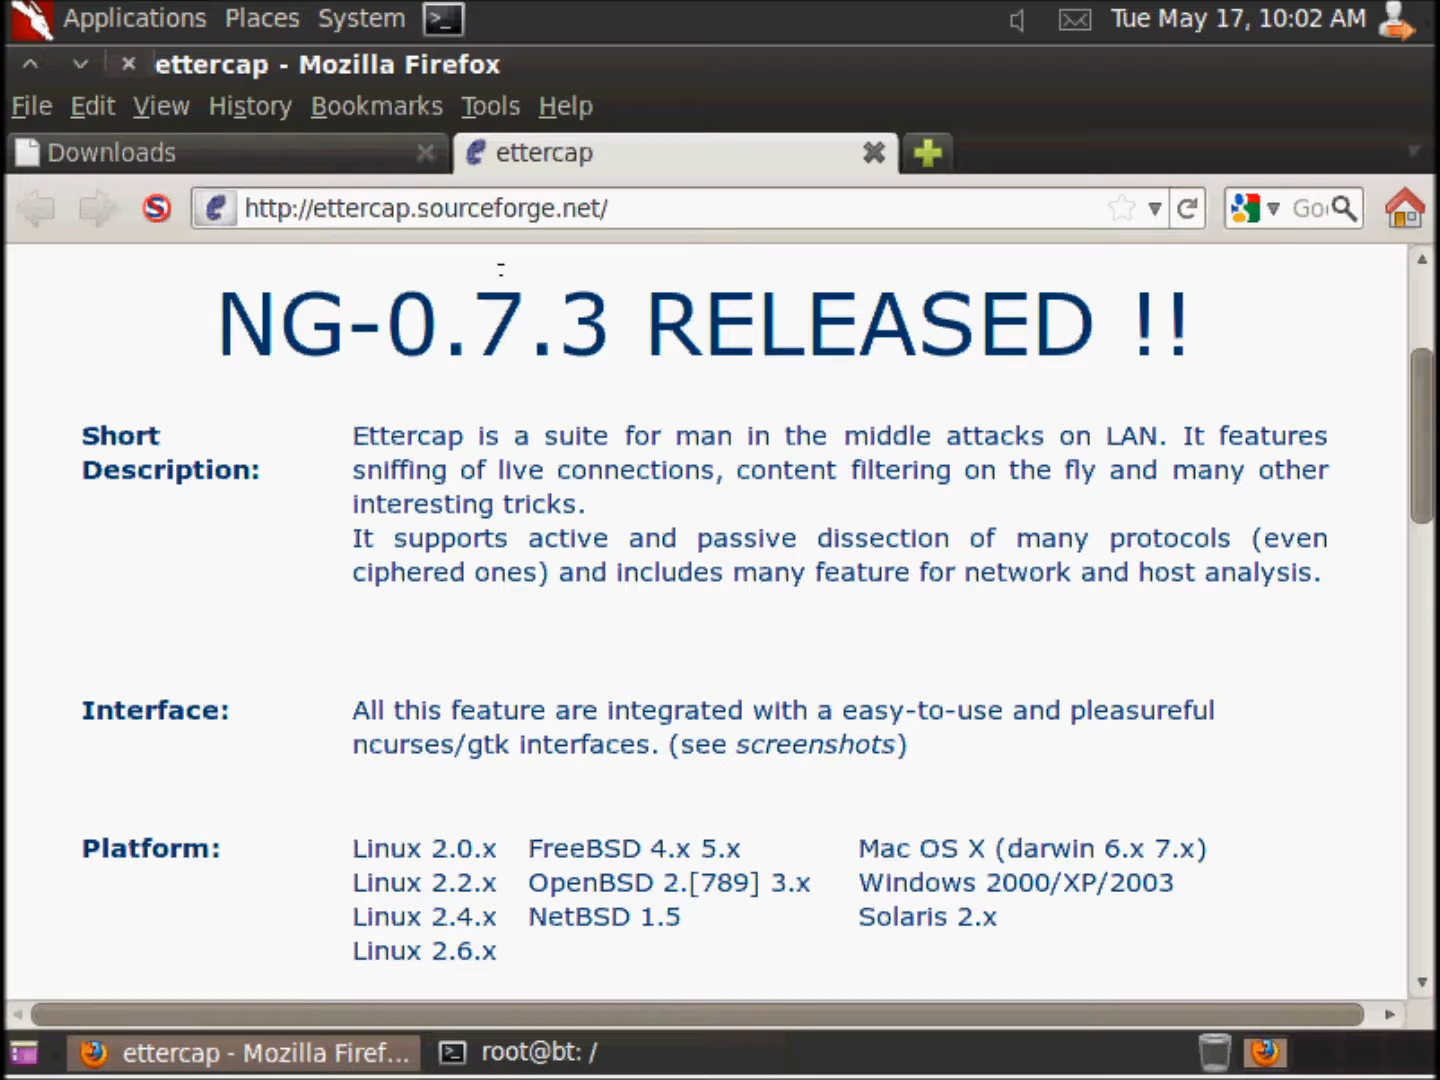 Applications Places System Tue May 17, 10:02 AM
ettercap - Mozilla Firefox
File Edit View History Bookmarks Tools Help
Downloads ettercap
http://ettercap.sourceforge.net/
NG-0.7.3 RELEASED !!
Short Description:
Ettercap is a suite for man in the middle attacks on LAN. It features
sniffing of live connections, content filtering on the fly and many other
interesting tricks.
It supports active and passive dissection of many protocols (even
ciphered ones) and includes many feature for network and host analysis.
Interface:
All this feature are integrated with a easy-to-use and pleasureful
ncurses/gtk interfaces. (see screenshots)
Platform:
Linux 2.0.x FreeBSD 4.x 5.x Mac OS X (darwin 6.x 7.x)
Linux 2.2.x OpenBSD 2.[789] 3.x Windows 2000/XP/2003
Linux 2.4.x NetBSD 1.5 Solaris 2.x
Linux 2.6.x
ettercap - Mozilla Firef... root@bt: /